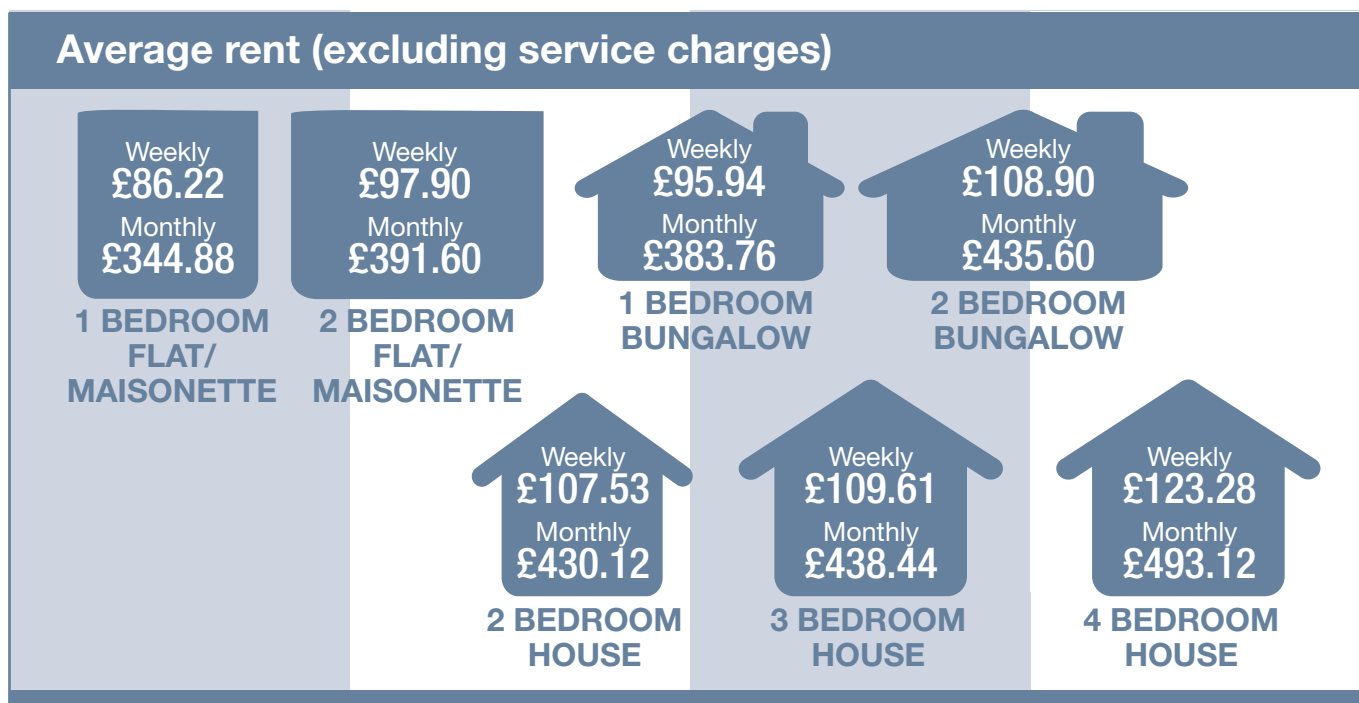 Average rent (excluding service charges)
Weekly
£86.22
Monthly
£344.88
1 BEDROOM
FLAT/
MAISONETTE
Weekly
£97.90
Monthly
£391.60
2 BEDROOM
FLAT/
MAISONETTE
Weekly
£95.94
Monthly
£383.76
1 BEDROOM
BUNGALOW
Weekly
£108.90
Monthly
£435.60
2 BEDROOM
BUNGALOW
Weekly
£107.53
Monthly
£430.12
2 BEDROOM
HOUSE
Weekly
£109.61
Monthly
£438.44
3 BEDROOM
HOUSE
Weekly
£123.28
Monthly
£493.12
4 BEDROOM
HOUSE